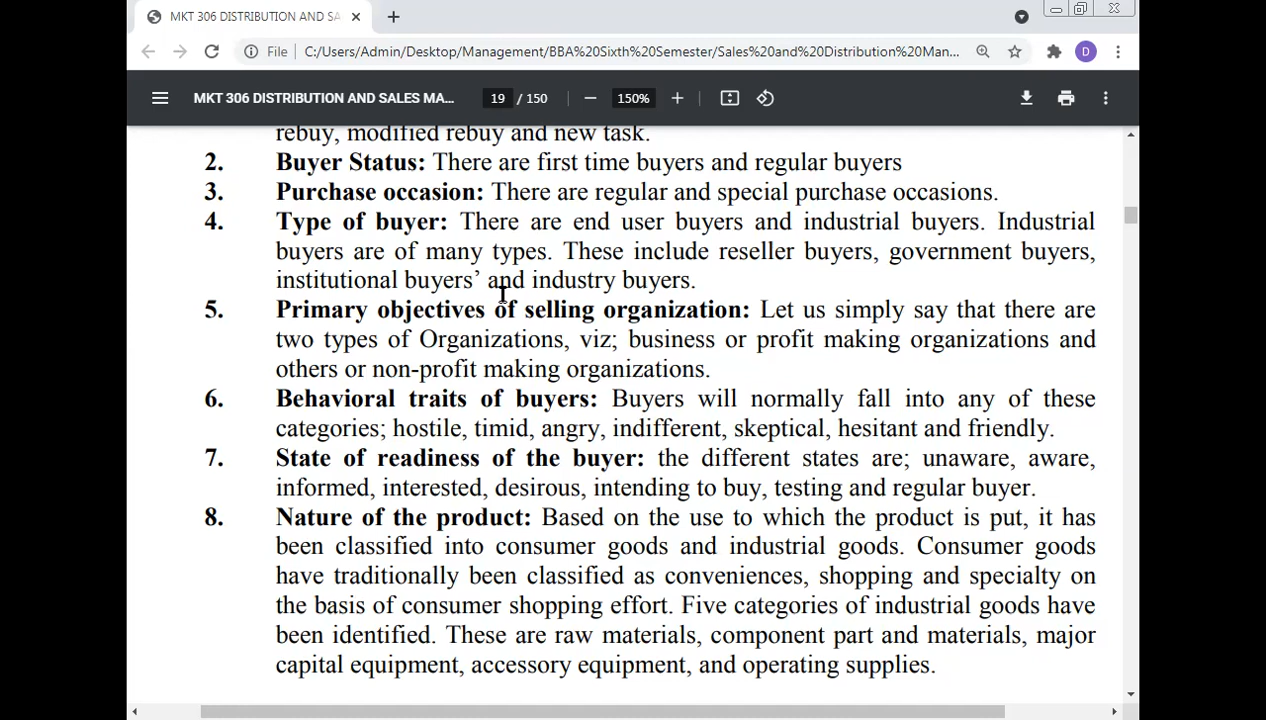 MKT 306 DISTRIBUTION AND SA
File C:/Users/Admin/Desktop/Management/BBA%20Sixth%20Semester/Sales%20and%20Distribution%20Man... D
MKT 306 DISTRIBUTION AND SALES MA... 19 / 150 150%
rebuy, modified rebuy and new task.
2. Buyer Status: There are first time buyers and regular buyers
3. Purchase occasion: There are regular and special purchase occasions.
4. Type of buyer: There are end user buyers and industrial buyers. Industrial
buyers are of many types. These include reseller buyers, government buyers,
institutional buyers’ and industry buyers.
5. Primary objectives of selling organization: Let us simply say that there are
two types of Organizations, viz; business or profit making organizations and
others or non-profit making organizations.
6. Behavioral traits of buyers: Buyers will normally fall into any of these
categories; hostile, timid, angry, indifferent, skeptical, hesitant and friendly.
7. State of readiness of the buyer: the different states are; unaware, aware,
informed, interested, desirous, intending to buy, testing and regular buyer.
8. Nature of the product: Based on the use to which the product is put, it has
been classified into consumer goods and industrial goods. Consumer goods
have traditionally been classified as conveniences, shopping and specialty on
the basis of consumer shopping effort. Five categories of industrial goods have
been identified. These are raw materials, component part and materials, major
capital equipment, accessory equipment, and operating supplies.